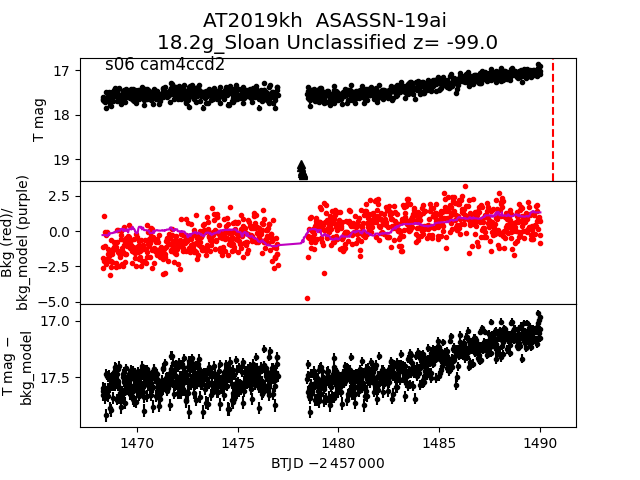 AT2019kh  ASASSN-19ai
18.2g_Sloan Unclassified z= -99.0
s06 cam4ccd2
17
18
19
T mag
2.5
0.0
−2.5
−5.0
Bkg (red)/
bkg_model (purple)
17.0
17.5
T mag −
bkg_model
1470
1475
1480
1485
1490
BTJD −2 457 000